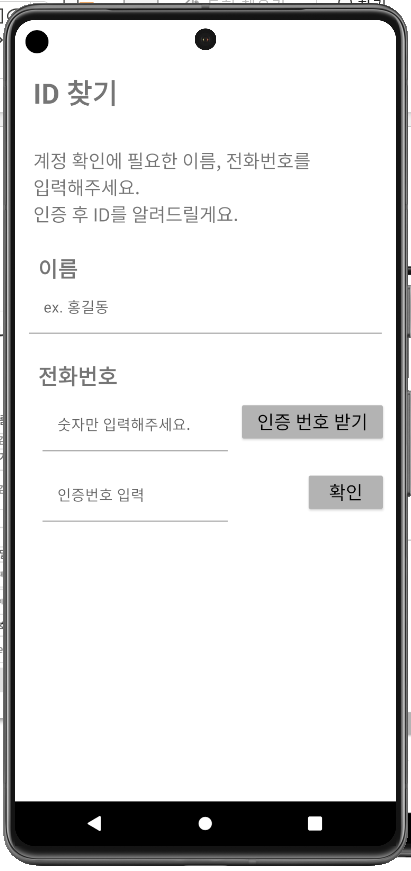 ID 찾기
계정 확인에 필요한 이름, 전화번호를
입력해주세요.
인증 후 ID를 알려드릴게요.
이름
ex. 홍길동
전화번호
숫자만 입력해주세요.
인증 번호 받기
인증번호 입력
확인